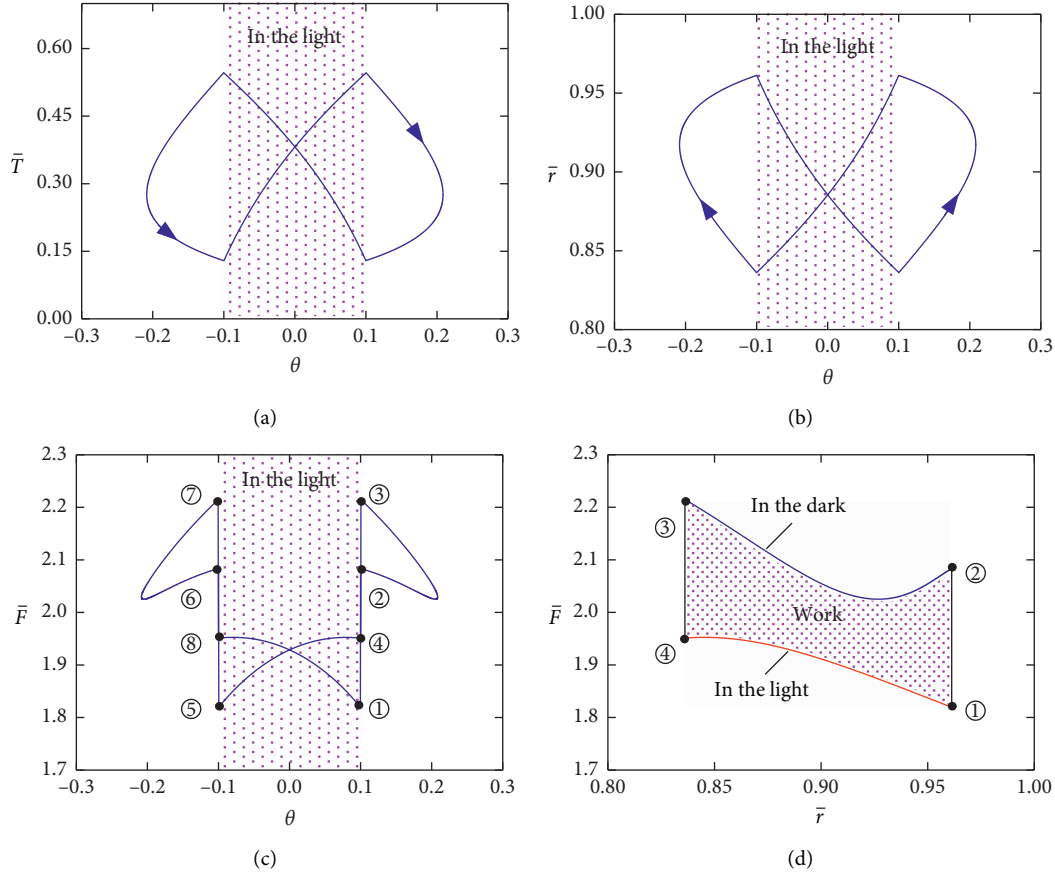 In the light
T̄
0.60
0.45
0.30
0.15
0.00
–0.3 –0.2 –0.1 0.0 0.1 0.2 0.3
θ
(a)
In the light
r̄
1.00
0.95
0.90
0.85
0.80
–0.3 –0.2 –0.1 0.0 0.1 0.2 0.3
θ
(b)
In the light
F̄
2.3
2.2
2.1
2.0
1.9
1.8
1.7
⑦ ③
⑥ ②
⑧ ④
⑤ ①
–0.3 –0.2 –0.1 0.0 0.1 0.2 0.3
θ
(c)
F̄
2.3
2.2
2.1
2.0
1.9
1.8
1.7
In the dark
③
②
Work
④
In the light
①
0.80 0.85 0.90 0.95 1.00
r̄
(d)